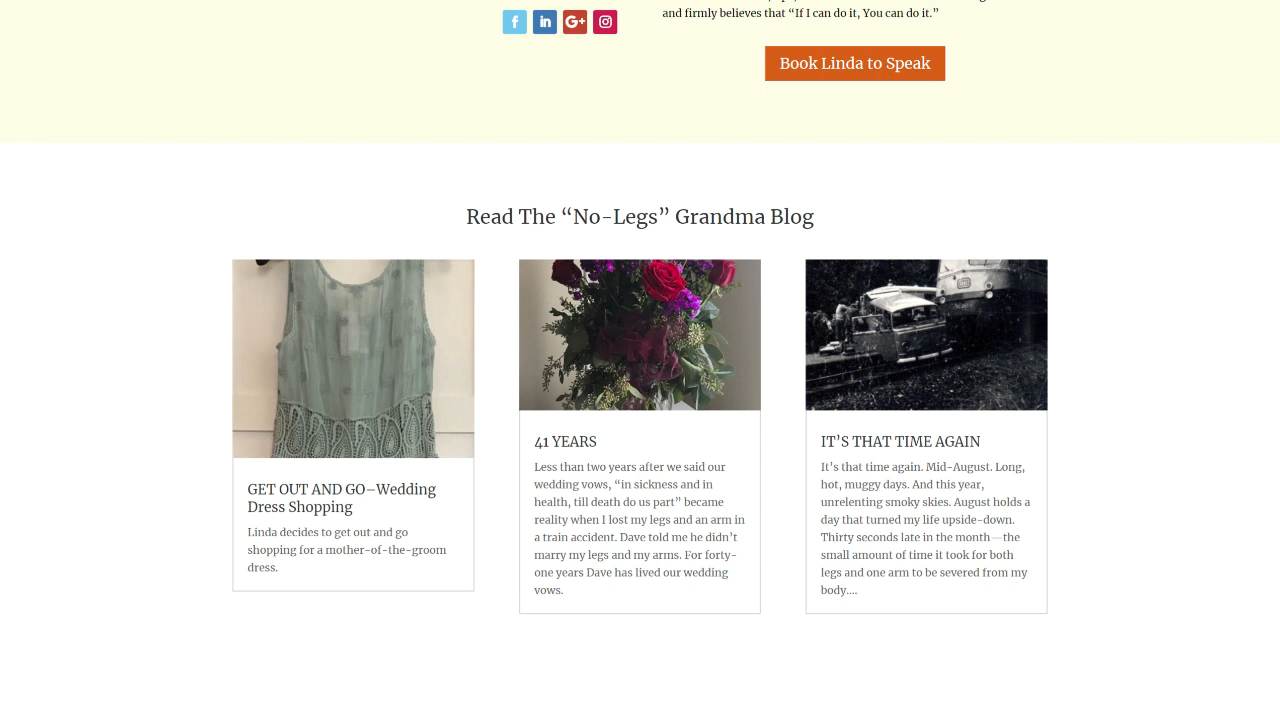 and firmly believes that “If I can do it, You can do it.”
Book Linda to Speak
Read The “No-Legs” Grandma Blog
GET OUT AND GO–Wedding
Dress Shopping
Linda decides to get out and go
shopping for a mother-of-the-groom
dress.
41 YEARS
Less than two years after we said our
wedding vows, “in sickness and in
health, till death do us part” became
reality when I lost my legs and an arm in
a train accident. Dave told me he didn’t
marry my legs and my arms. For forty-
one years Dave has lived our wedding
vows.
IT’S THAT TIME AGAIN
It’s that time again. Mid-August. Long,
hot, muggy days. And this year,
unrelenting smoky skies. August holds a
day that turned my life upside-down.
Thirty seconds late in the month—the
small amount of time it took for both
legs and one arm to be severed from my
body....